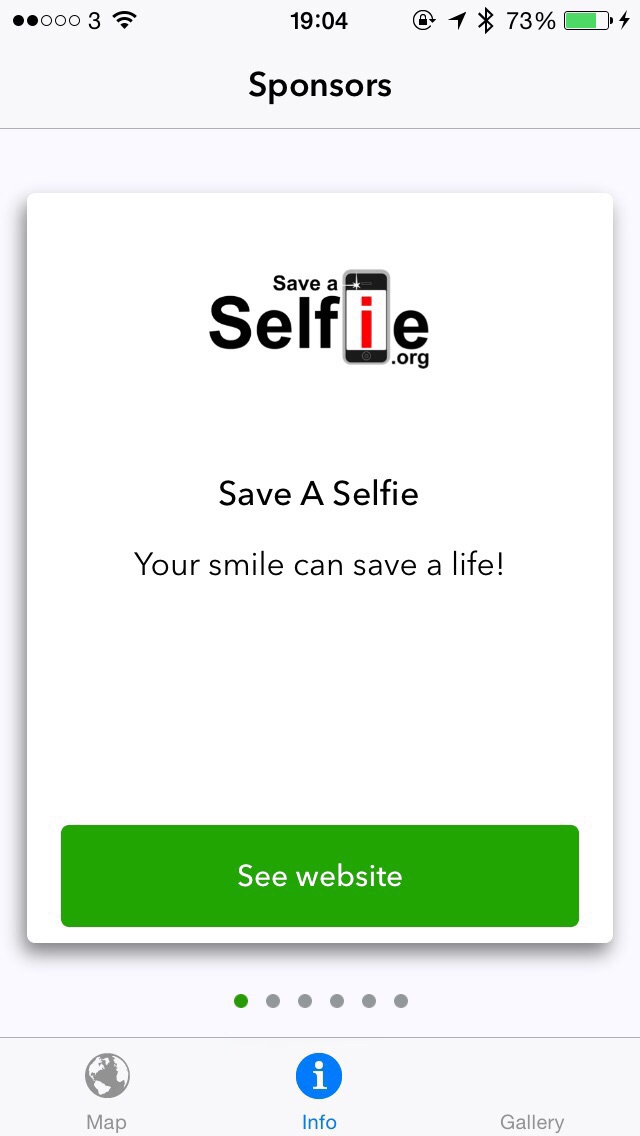 3 19:04 73%
Sponsors
Save a
Selfie
.org
Save A Selfie
Your smile can save a life!
See website
Map Info Gallery